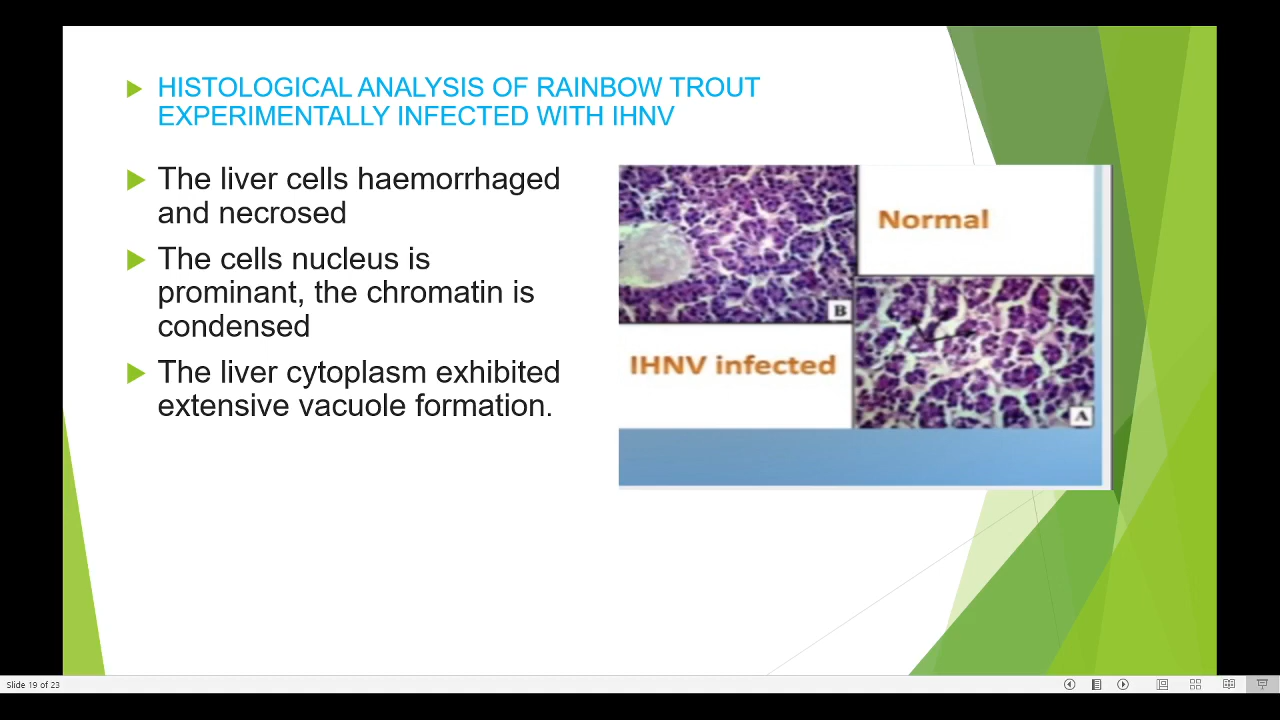 HISTOLOGICAL ANALYSIS OF RAINBOW TROUT
EXPERIMENTALLY INFECTED WITH IHNV
The liver cells haemorrhaged
and necrosed
The cells nucleus is
prominant, the chromatin is
condensed
The liver cytoplasm exhibited
extensive vacuole formation.
Normal
B
IHNV infected
A
Slide 19 of 23